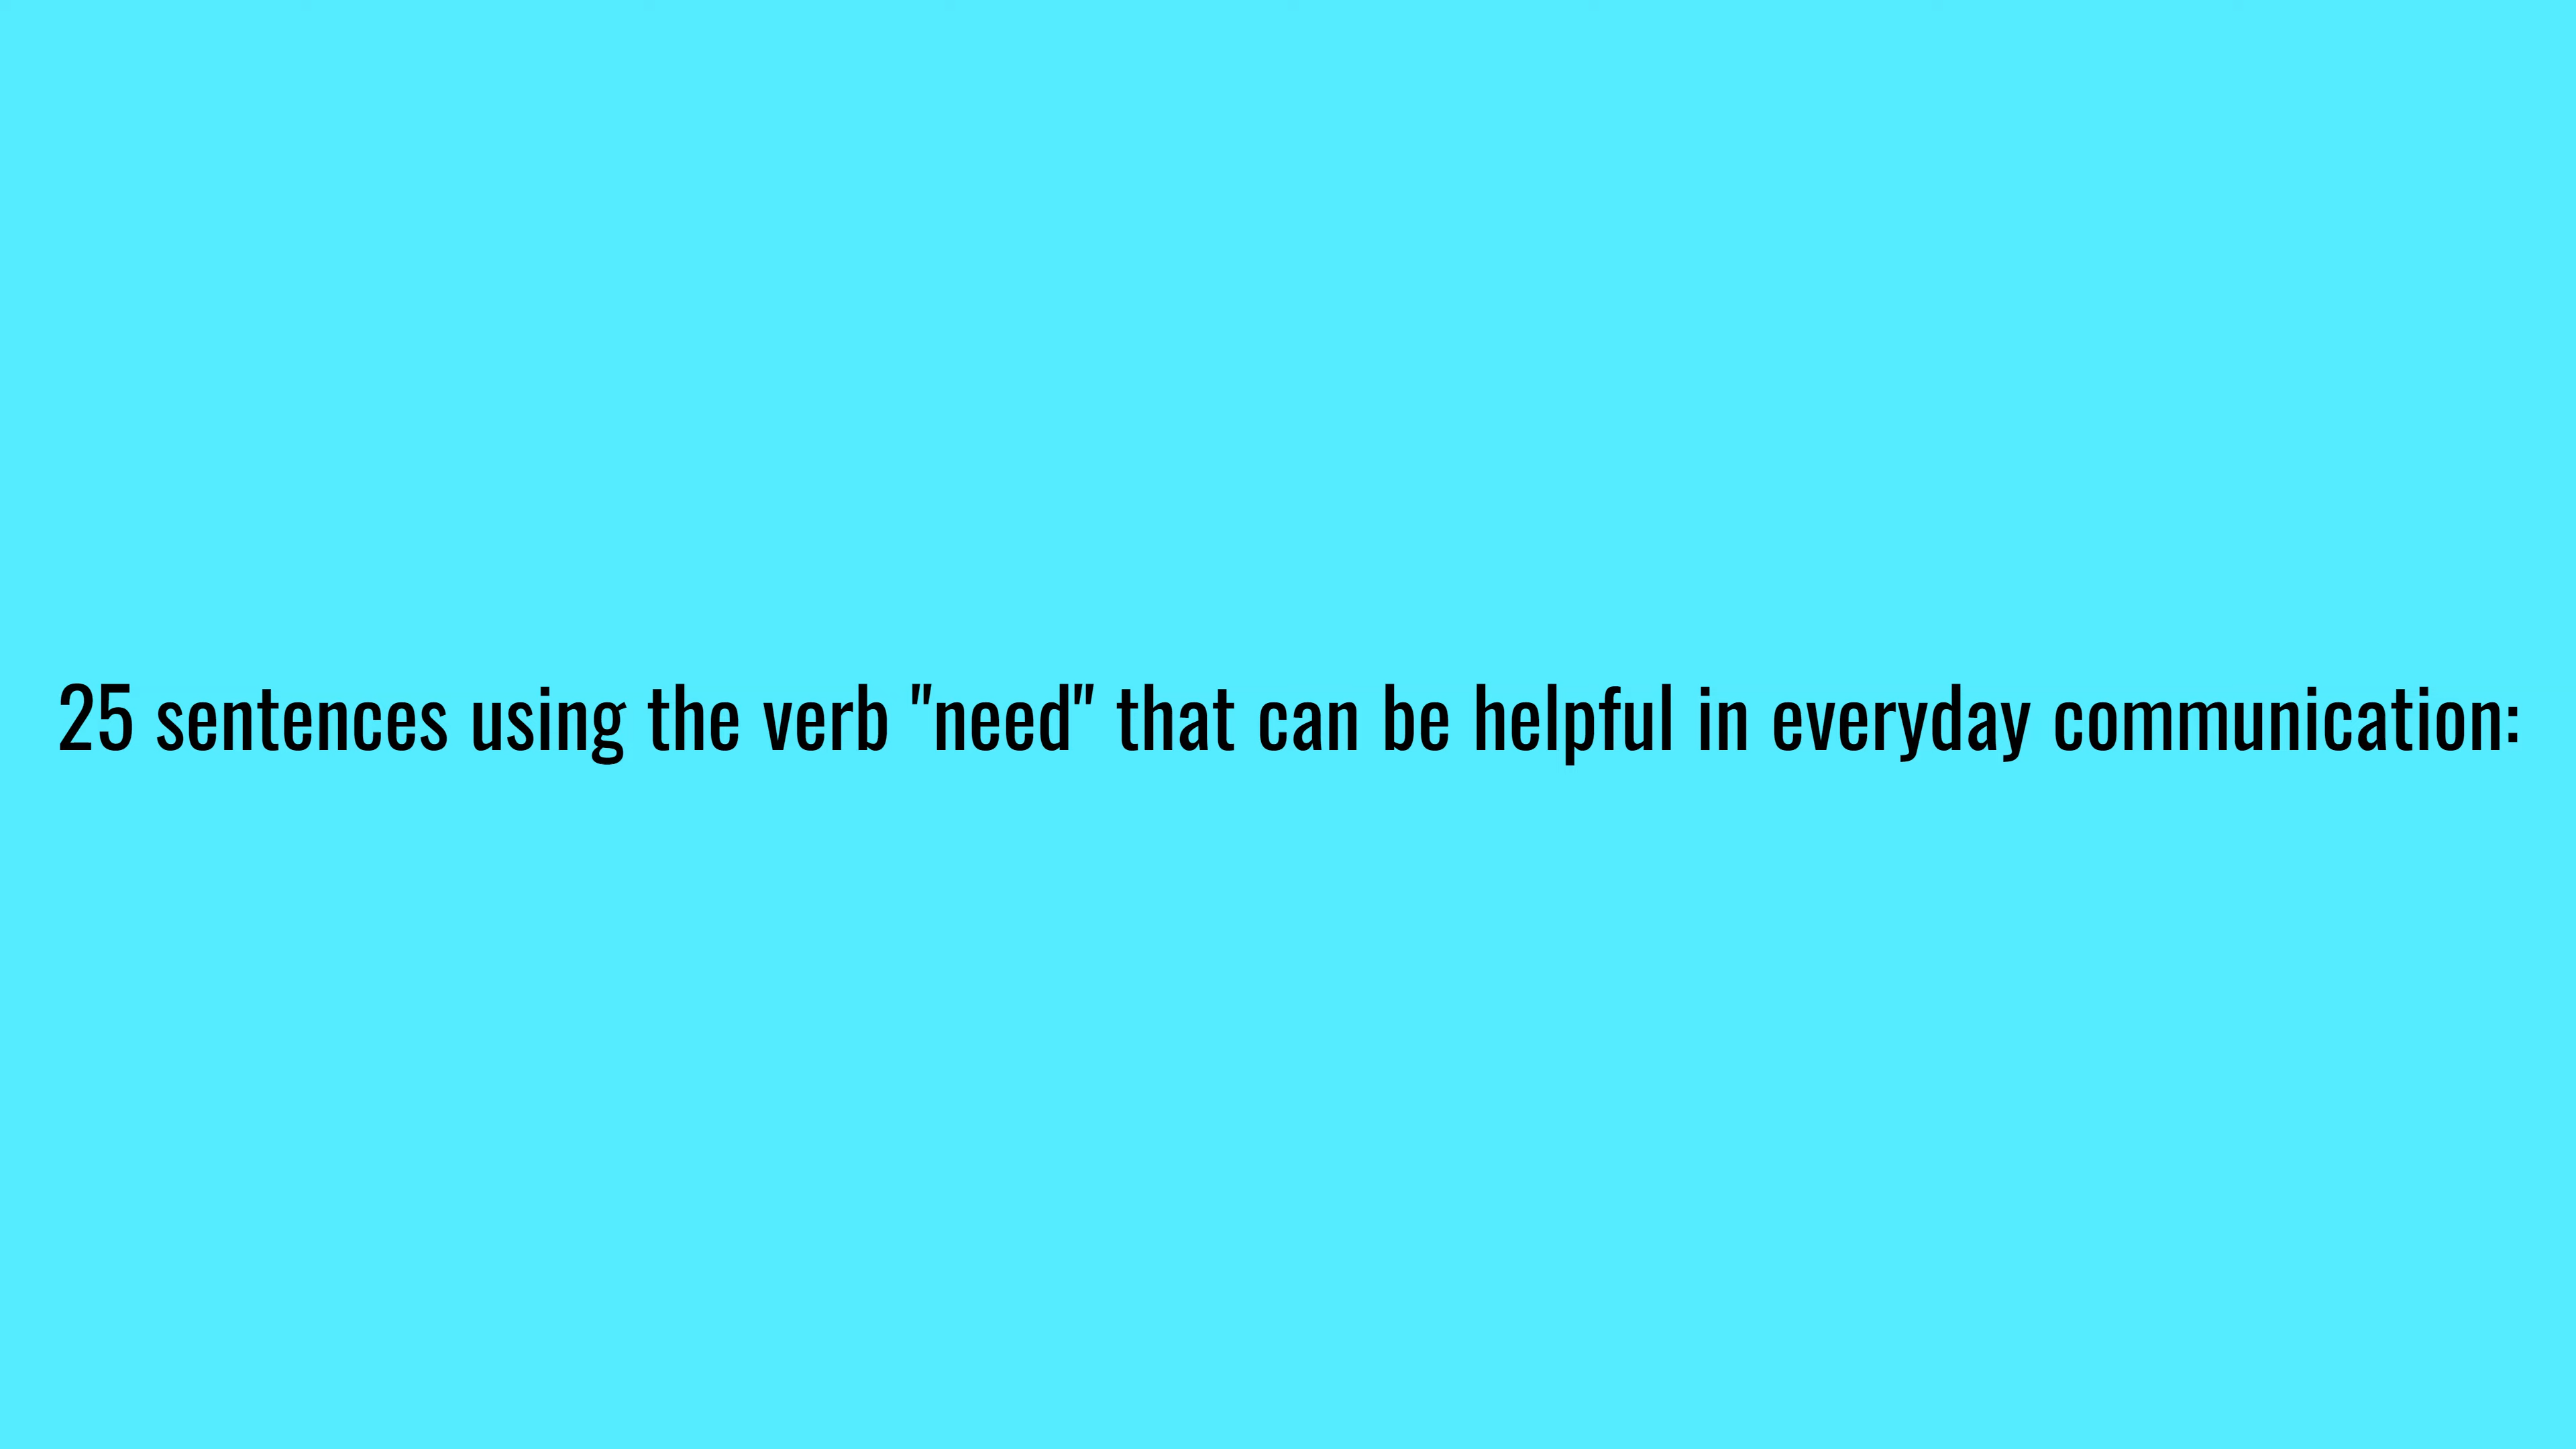 25 sentences using the verb "need" that can be helpful in everyday communication: